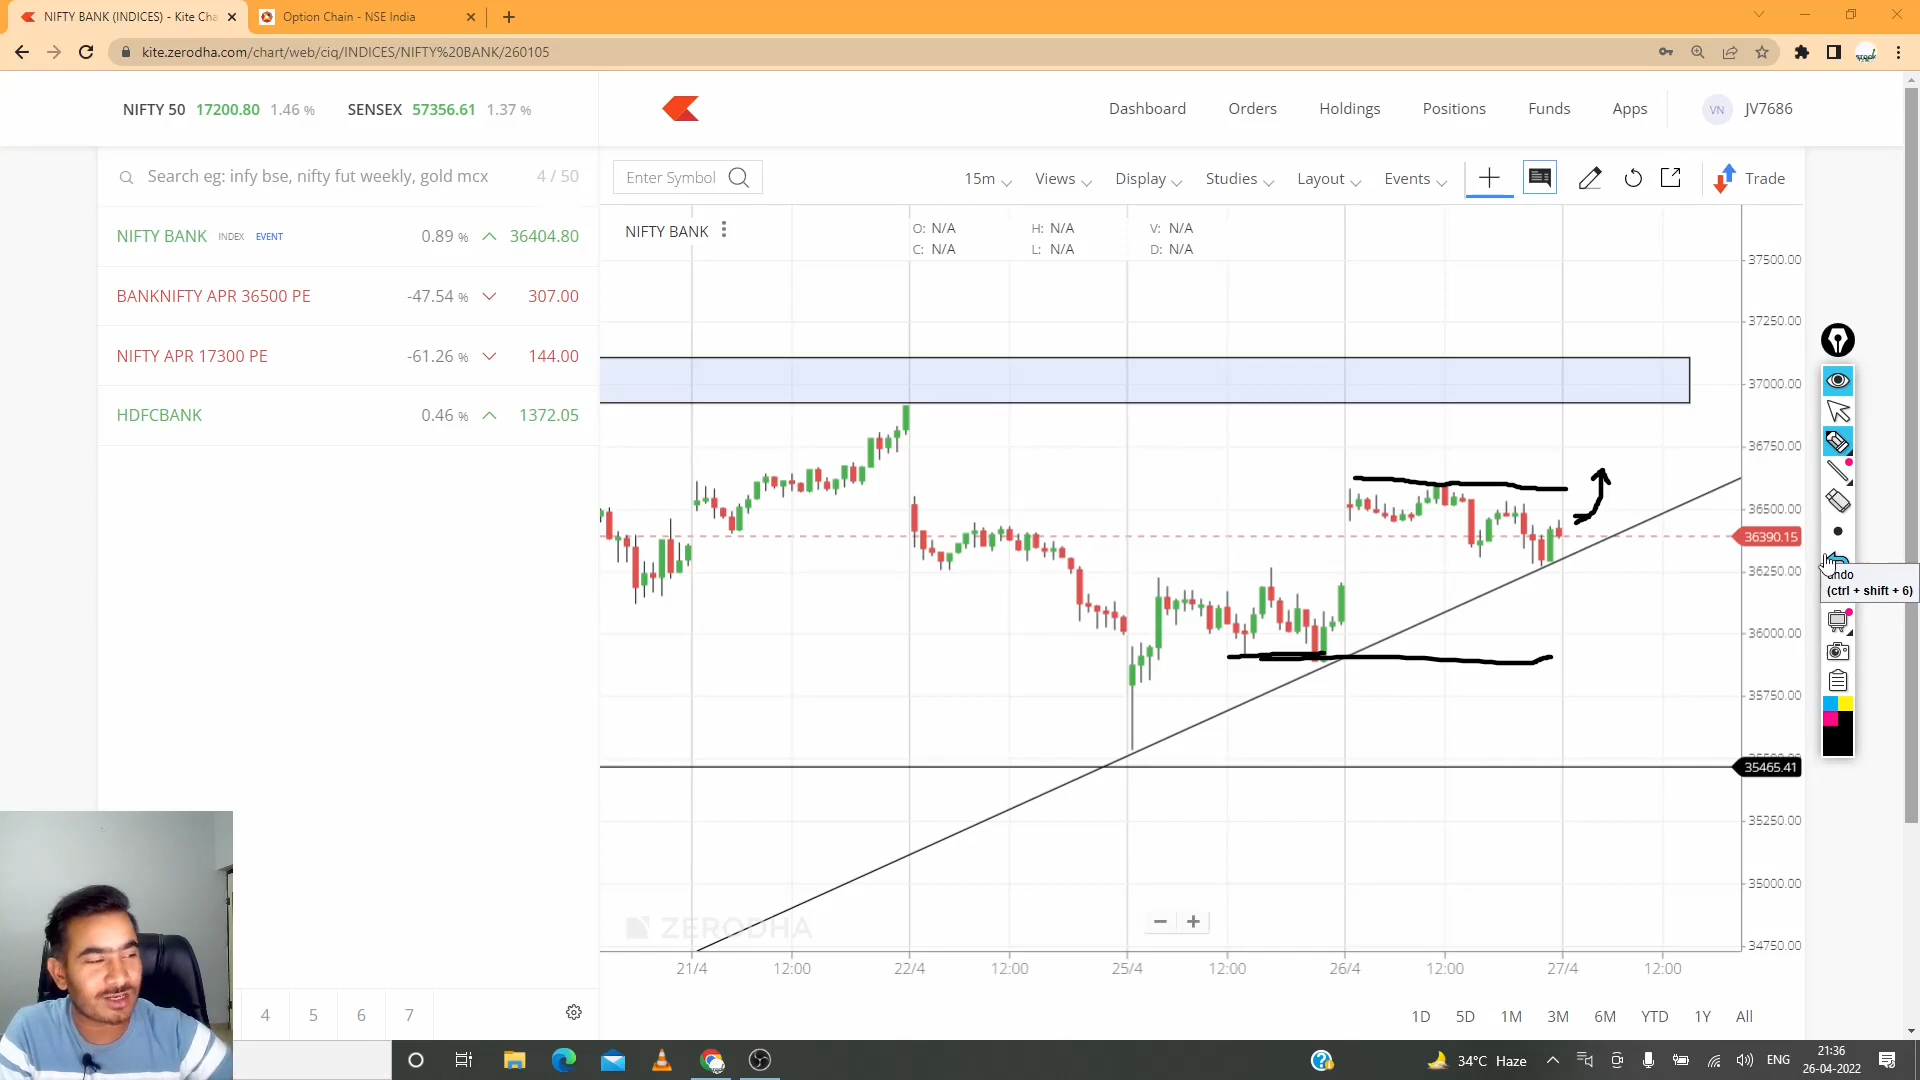 NIFTY BANK (INDICES) - Kite Cha
Option Chain - NSE India
kite.zerodha.com/chart/web/ciq/INDICES/NIFTY%20BANK/260105
NIFTY 50 17200.80 1.46 % SENSEX 57356.61 1.37 %
Dashboard Orders Holdings Positions Funds Apps VN JV7686
Search eg: infy bse, nifty fut weekly, gold mcx 4 / 50
Enter Symbol 15m Views Display Studies Layout Events Trade
NIFTY BANK INDEX EVENT 0.89 % 36404.80
BANKNIFTY APR 36500 PE -47.54 % 307.00
NIFTY APR 17300 PE -61.26 % 144.00
HDFCBANK 0.46 % 1372.05
NIFTY BANK
O: N/A H: N/A V: N/A
C: N/A L: N/A D: N/A
37500.00
37250.00
37000.00
36750.00
36500.00
36390.15
36250.00
36000.00
35750.00
35465.41
35250.00
35000.00
34750.00
undo
(ctrl + shift + 6)
ZERODHA
21/4 12:00 22/4 12:00 25/4 12:00 26/4 12:00 27/4 12:00
4 5 6 7
1D 5D 1M 3M 6M YTD 1Y All
34°C Haze
ENG
21:36
26-04-2022